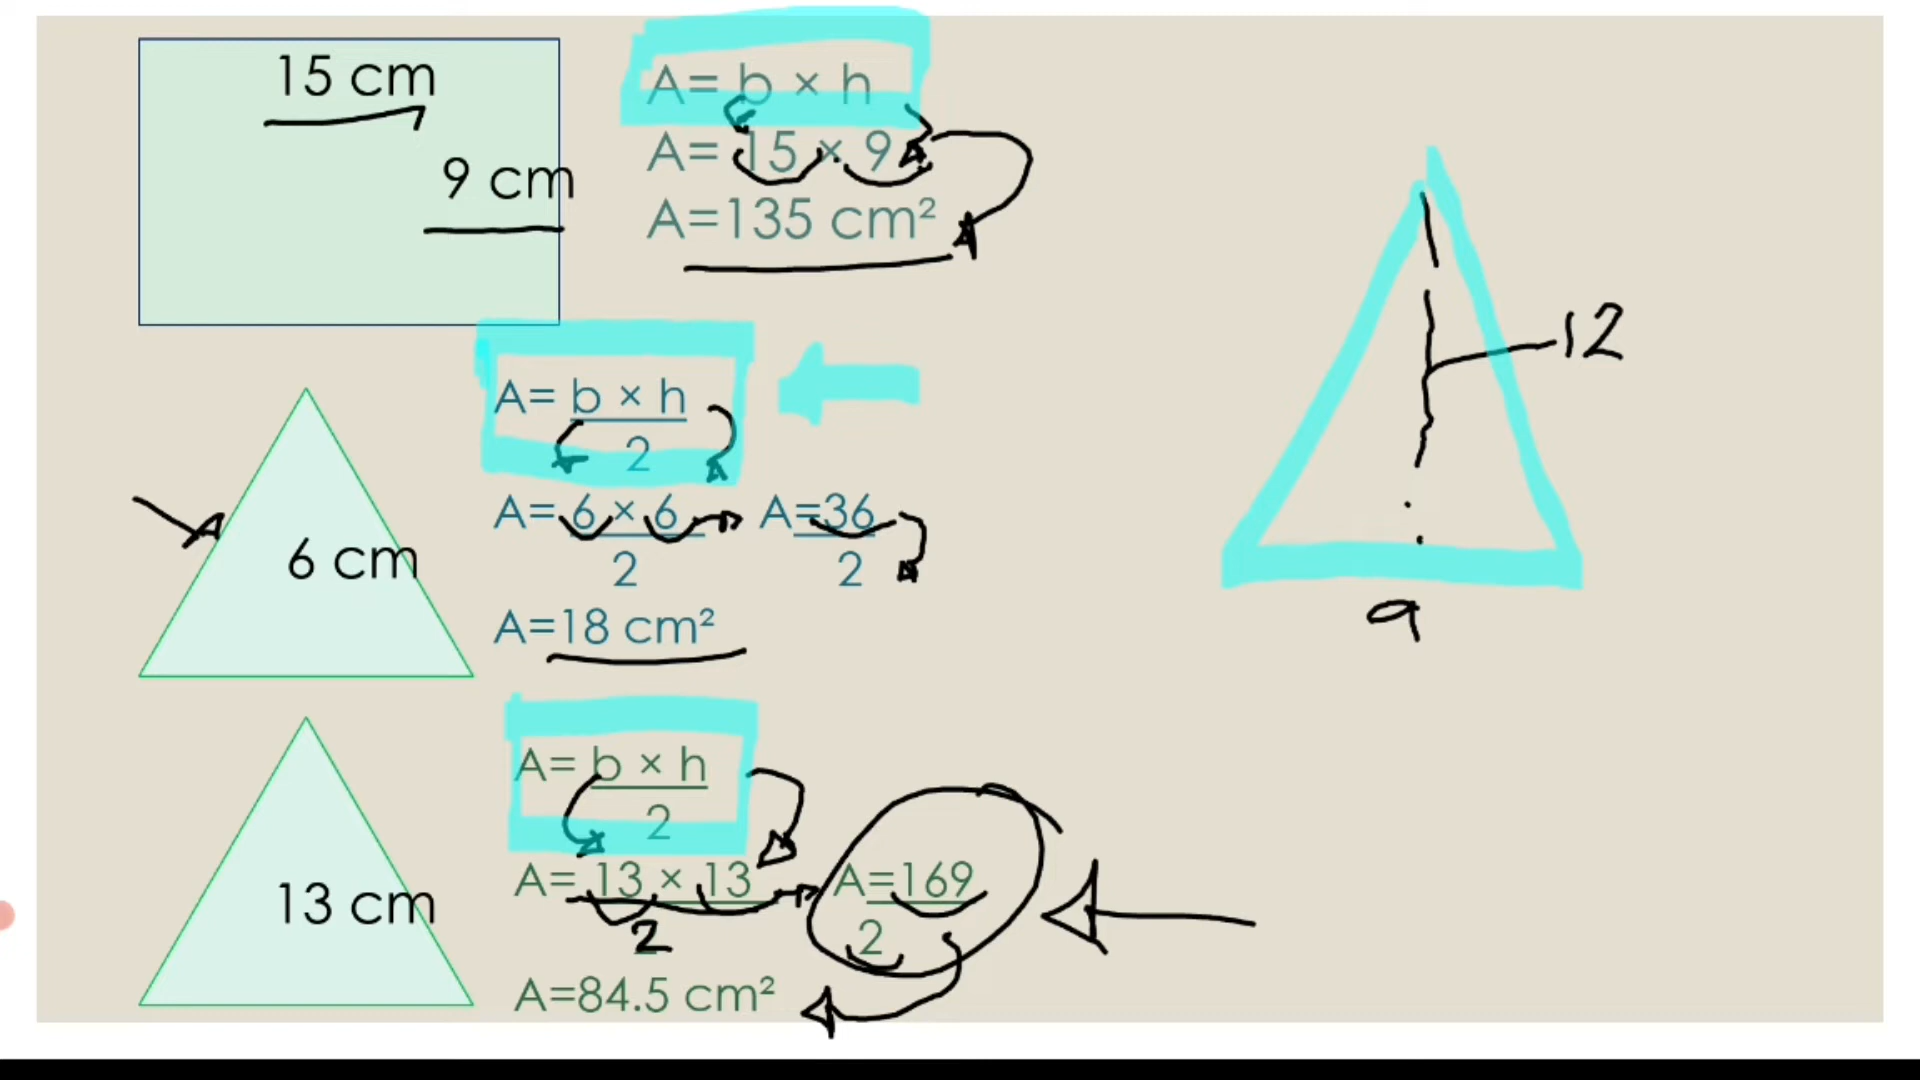 15 cm
9 cm
A= b × h
A= 15 × 9
A=135 cm²
6 cm
A= b × h
2
A= 6 × 6 A=36
2 2
A=18 cm²
13 cm
A= b × h
2
A= 13 × 13 A=169
2 2
A=84.5 cm²
12
9